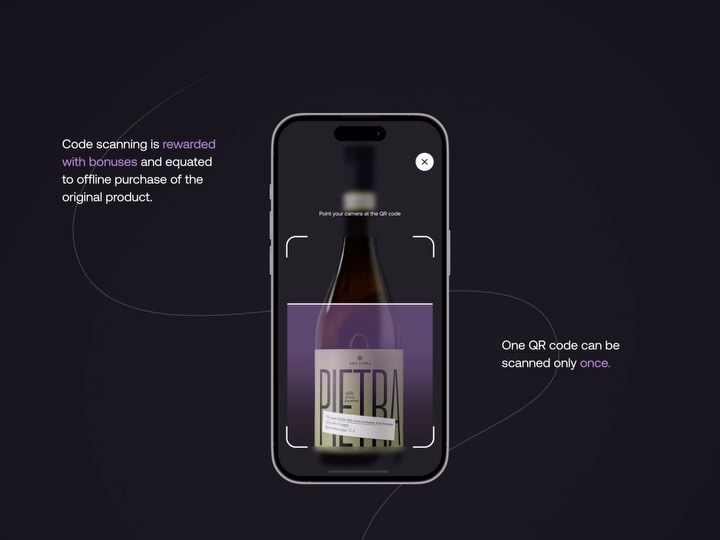 Code scanning is rewarded
with bonuses and equated
to offline purchase of the
original product.
Point your camera at the QR code
PIETRA
One QR code can be
scanned only once.